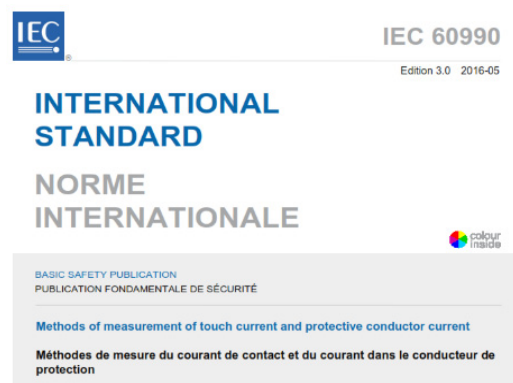 IEC
®
IEC 60990
Edition 3.0 2016-05
INTERNATIONAL
STANDARD
NORME
INTERNATIONALE
colour
inside
BASIC SAFETY PUBLICATION
PUBLICATION FONDAMENTALE DE SÉCURITÉ
Methods of measurement of touch current and protective conductor current
Méthodes de mesure du courant de contact et du courant dans le conducteur de
protection